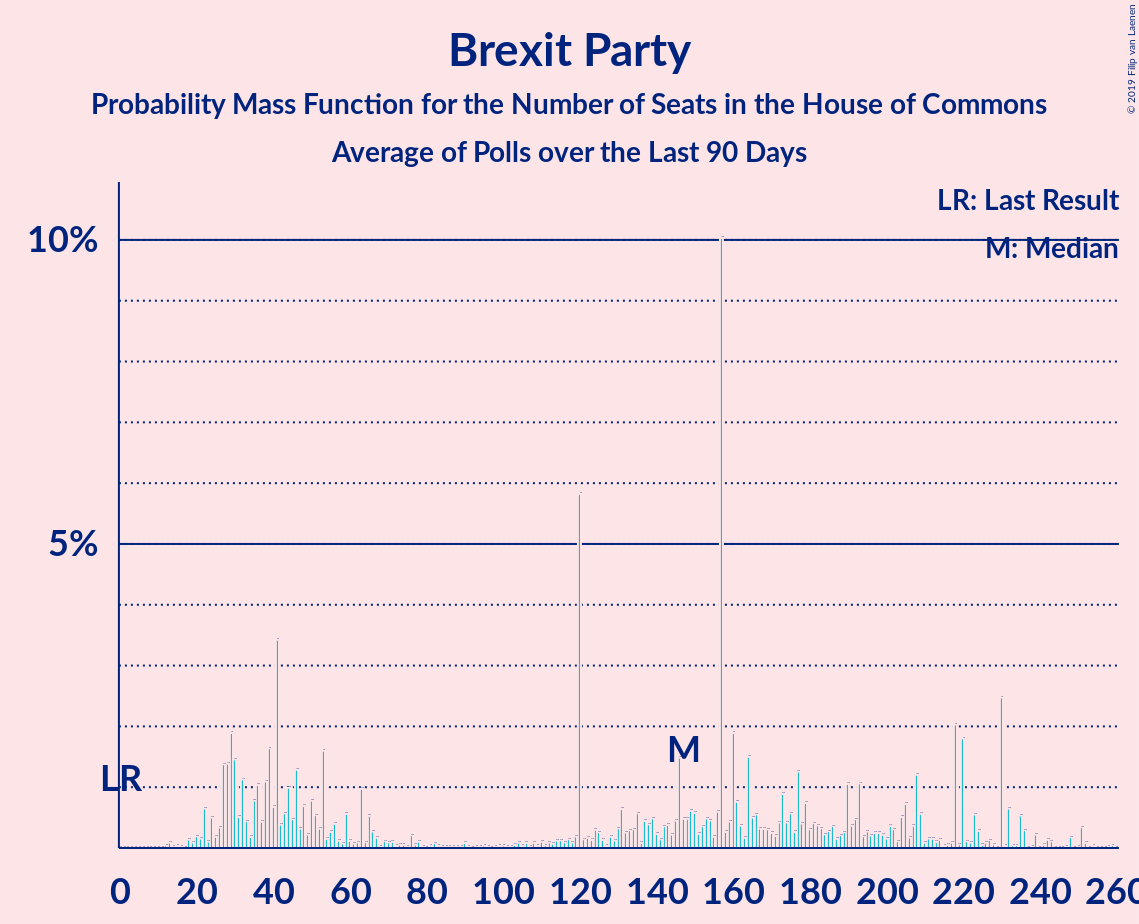 Brexit Party
Probability Mass Function for the Number of Seats in the House of Commons
Average of Polls over the Last 90 Days
© 2019 Filip van Laenen
LR: Last Result
M: Median
10%
5%
LR
M
0 20 40 60 80 100 120 140 160 180 200 220 240 260